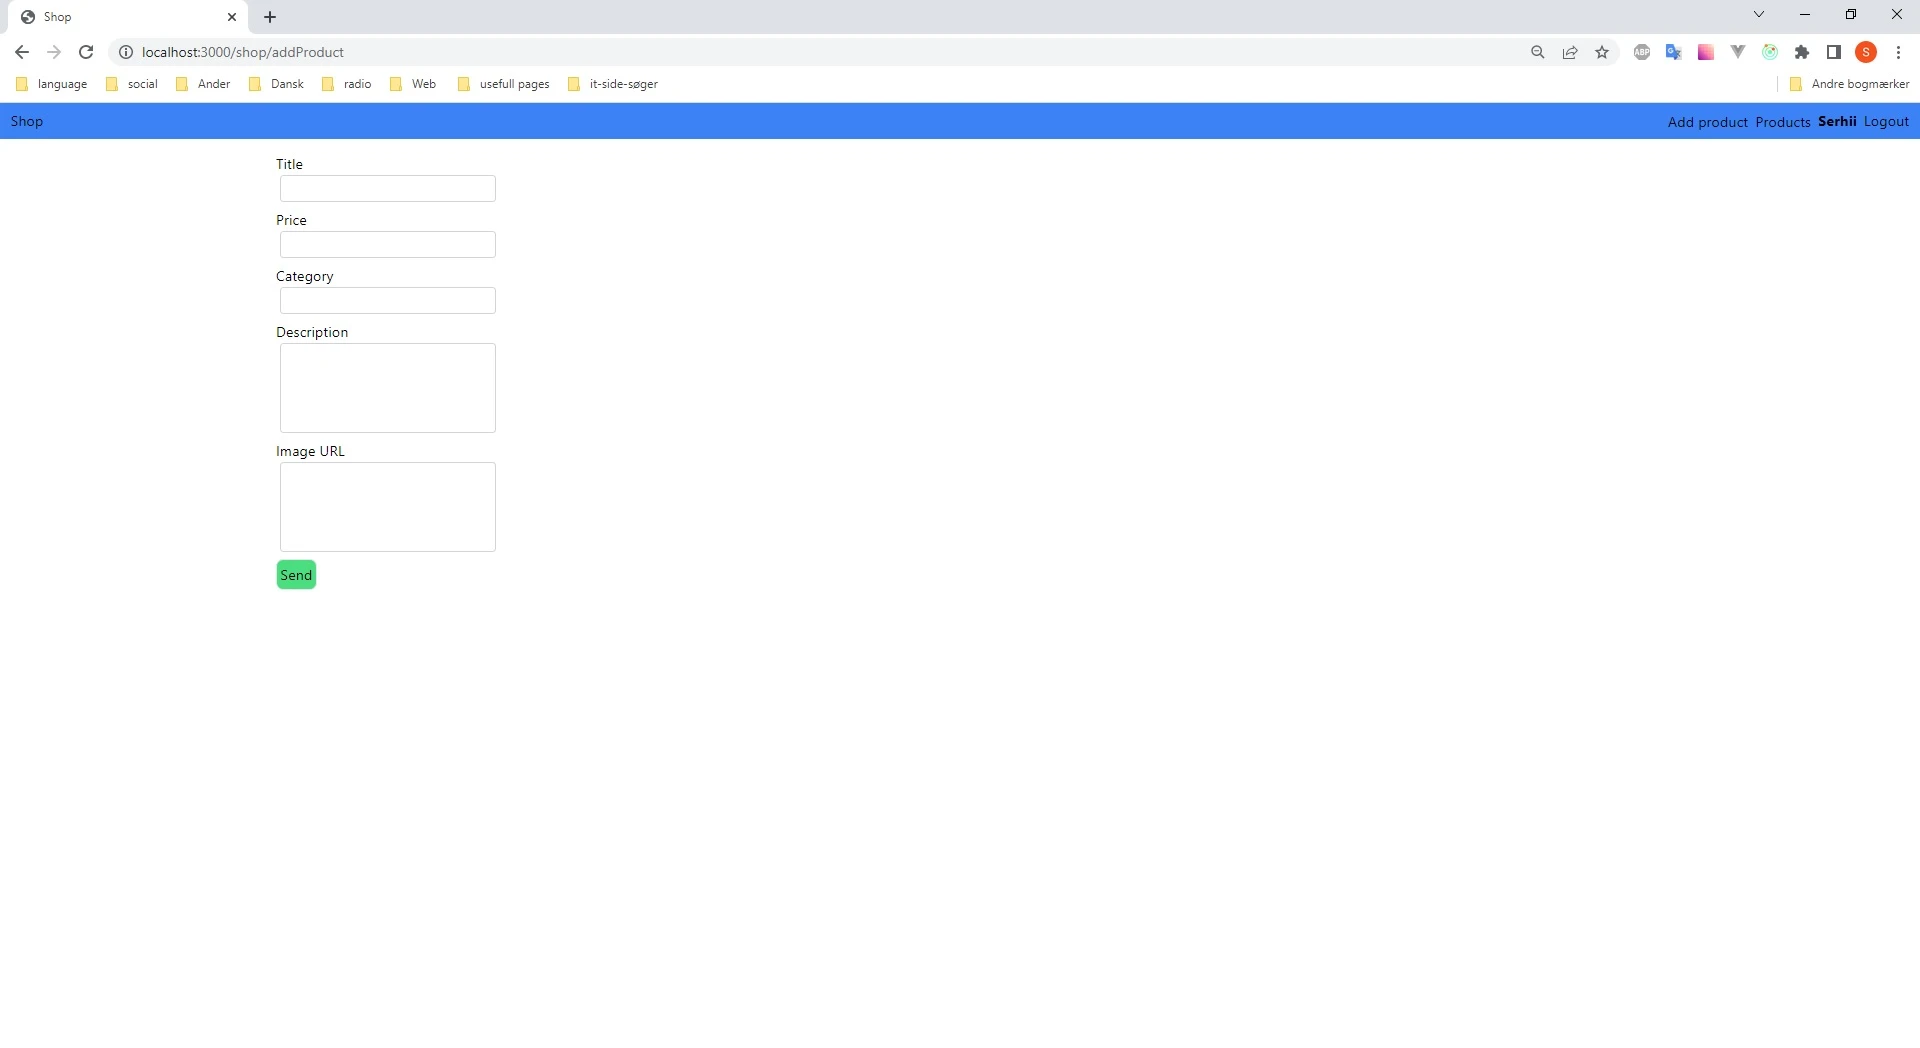 Shop
localhost:3000/shop/addProduct
ABP
G
S
language social Ander Dansk radio Web usefull pages it-side-søger Andre bogmærker
Shop Add product Products Serhii Logout
Title
Price
Category
Description
Image URL
Send